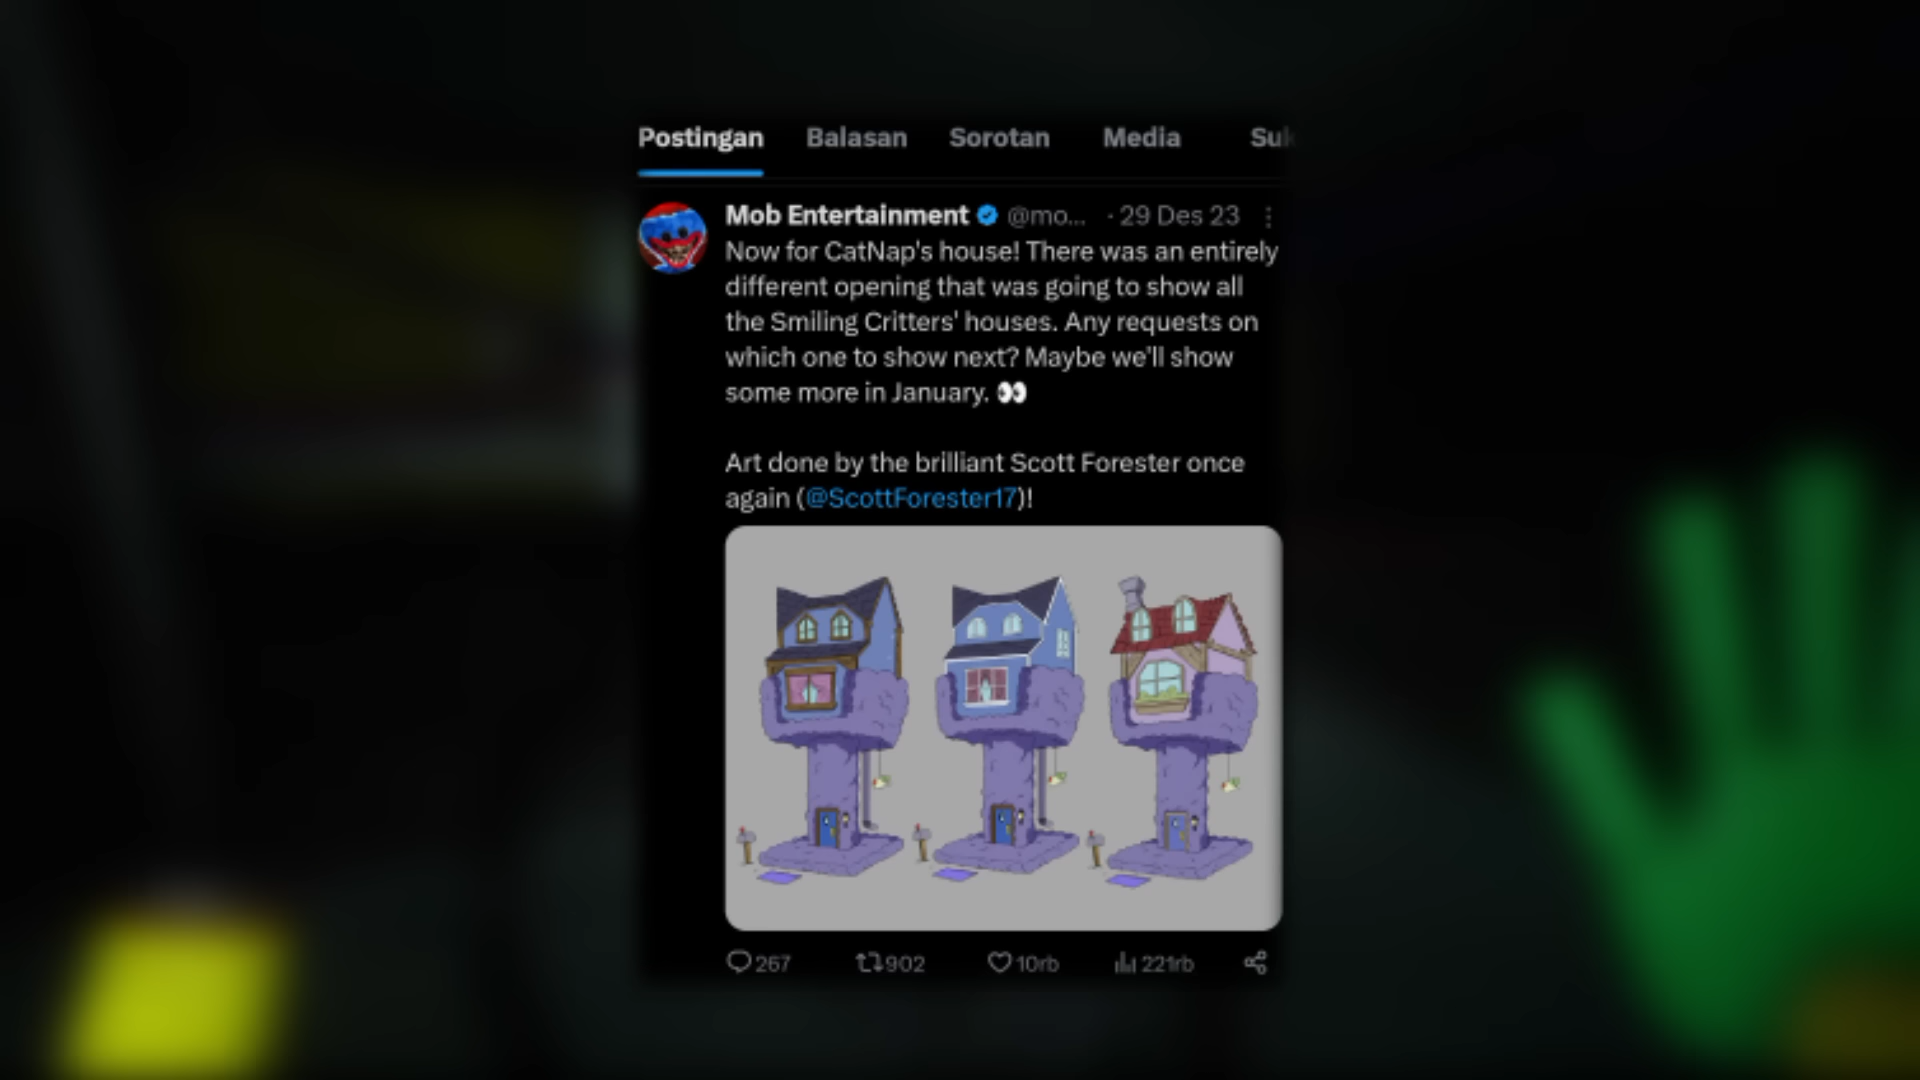 Postingan Balasan Sorotan Media Suk
Mob Entertainment @mo... · 29 Des 23
Now for CatNap's house! There was an entirely
different opening that was going to show all
the Smiling Critters' houses. Any requests on
which one to show next? Maybe we'll show
some more in January. 👀
Art done by the brilliant Scott Forester once
again (@ScottForester17)!
267 902 10rb 221rb